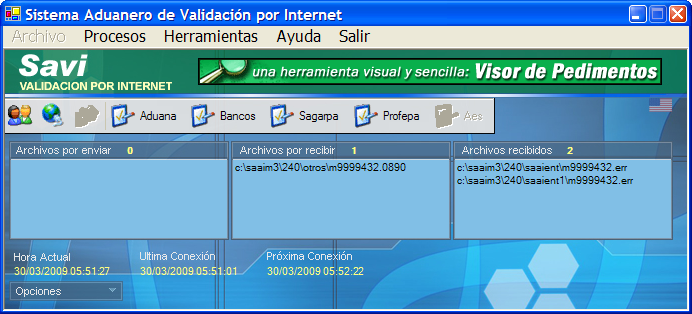 Sistema Aduanero de Validación por Internet
Archivo Procesos Herramientas Ayuda Salir
Savi
VALIDACION POR INTERNET
una herramienta visual y sencilla: Visor de Pedimentos
Aduana Bancos Sagarpa Profepa Aes
Archivos por enviar 0
Archivos por recibir 1
c:\saaim3\240\otros\m9999432.0890
Archivos recibidos 2
c:\saaim3\240\saaient\m9999432.err
c:\saaim3\240\saaient1\m9999432.err
Hora Actual Ultima Conexión Próxima Conexión
30/03/2009 05:51:27 30/03/2009 05:51:01 30/03/2009 05:52:22
Opciones